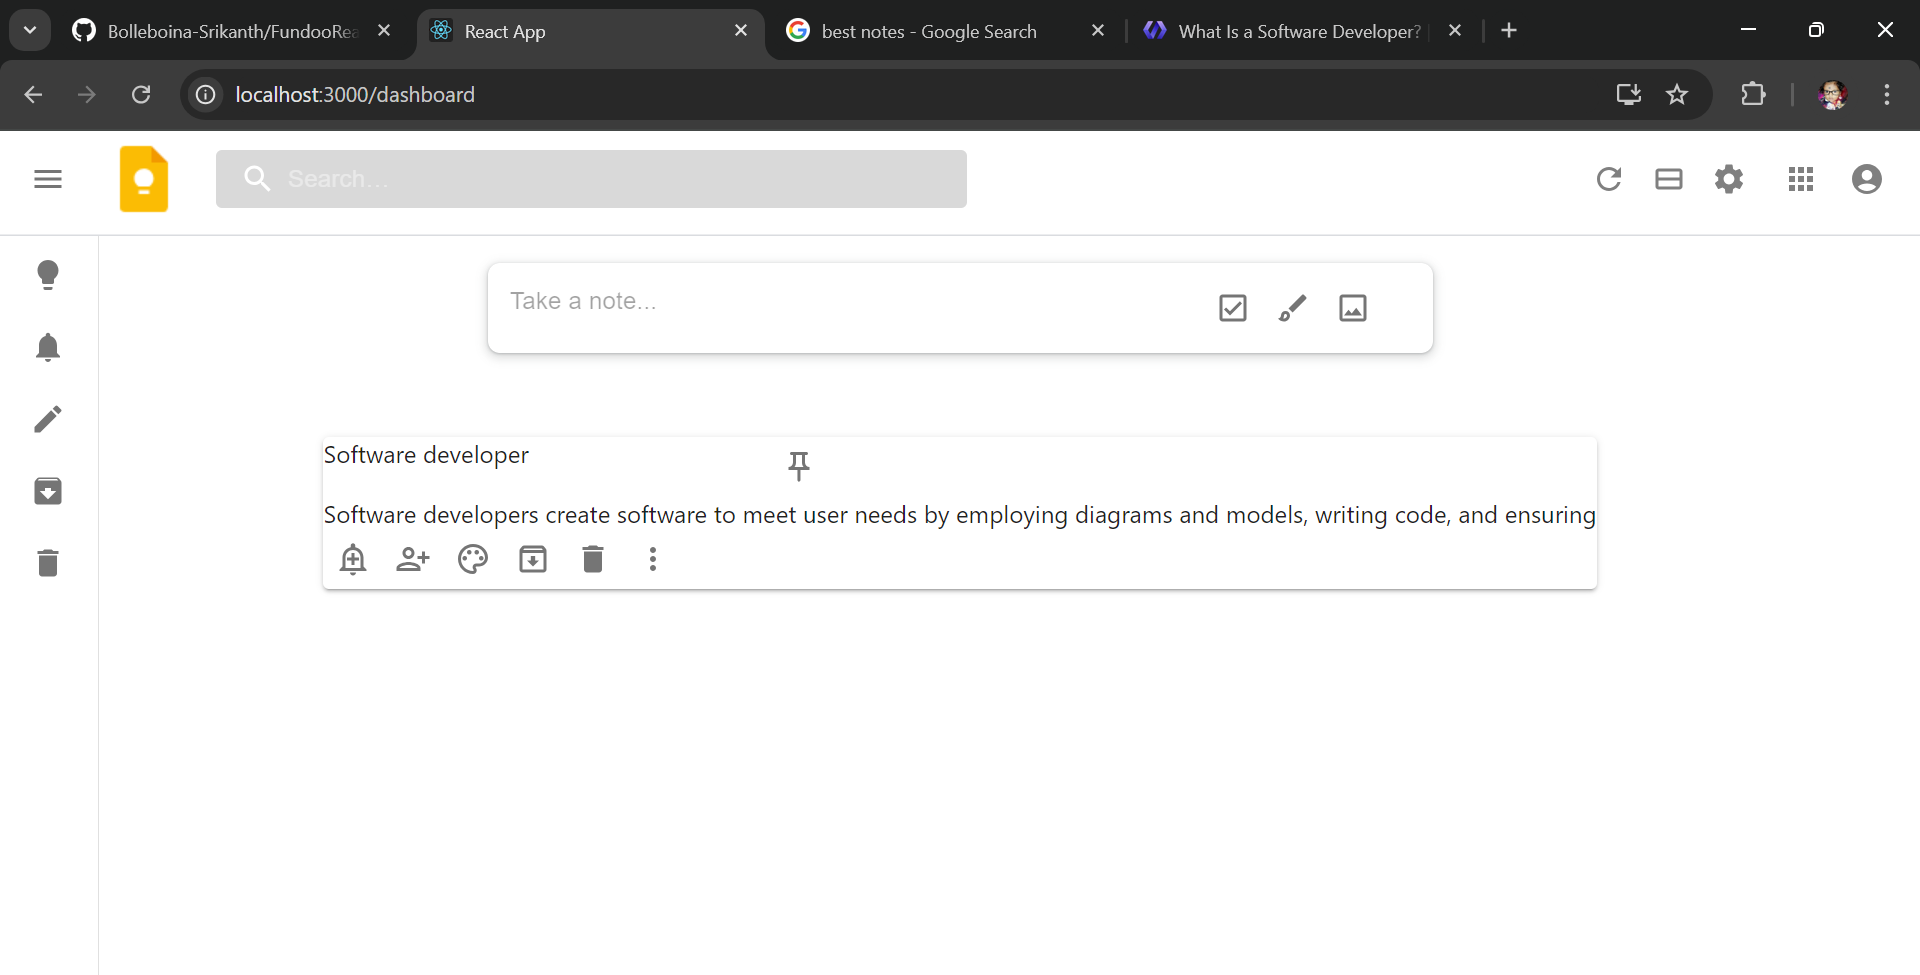 Bolleboina-Srikanth/FundooRea
React App
best notes - Google Search
What Is a Software Developer?
localhost:3000/dashboard
Search...
Take a note...
Software developer
Software developers create software to meet user needs by employing diagrams and models, writing code, and ensuring